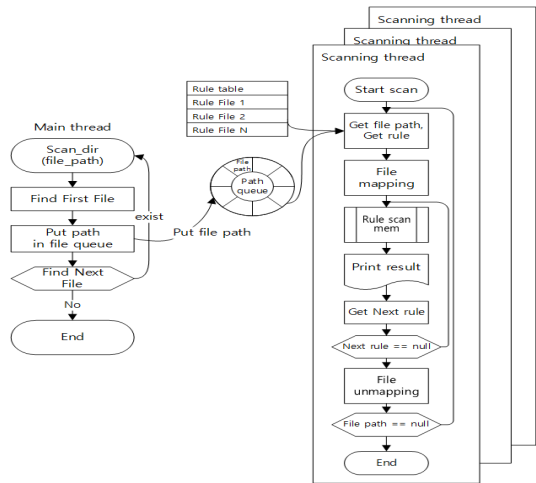 Scanning thread
Scanning thread
Scanning thread
Start scan
Get file path,
Get rule
File
mapping
Rule scan
mem
Print result
Get Next rule
Next rule == null
File
unmapping
File path == null
End
Rule table
Rule File 1
Rule File 2
Rule File N
File
path
Path
queue
Put file path
Main thread
Scan_dir
(file_path)
Find First File
exist
Put path
in file queue
Find Next
File
No
End